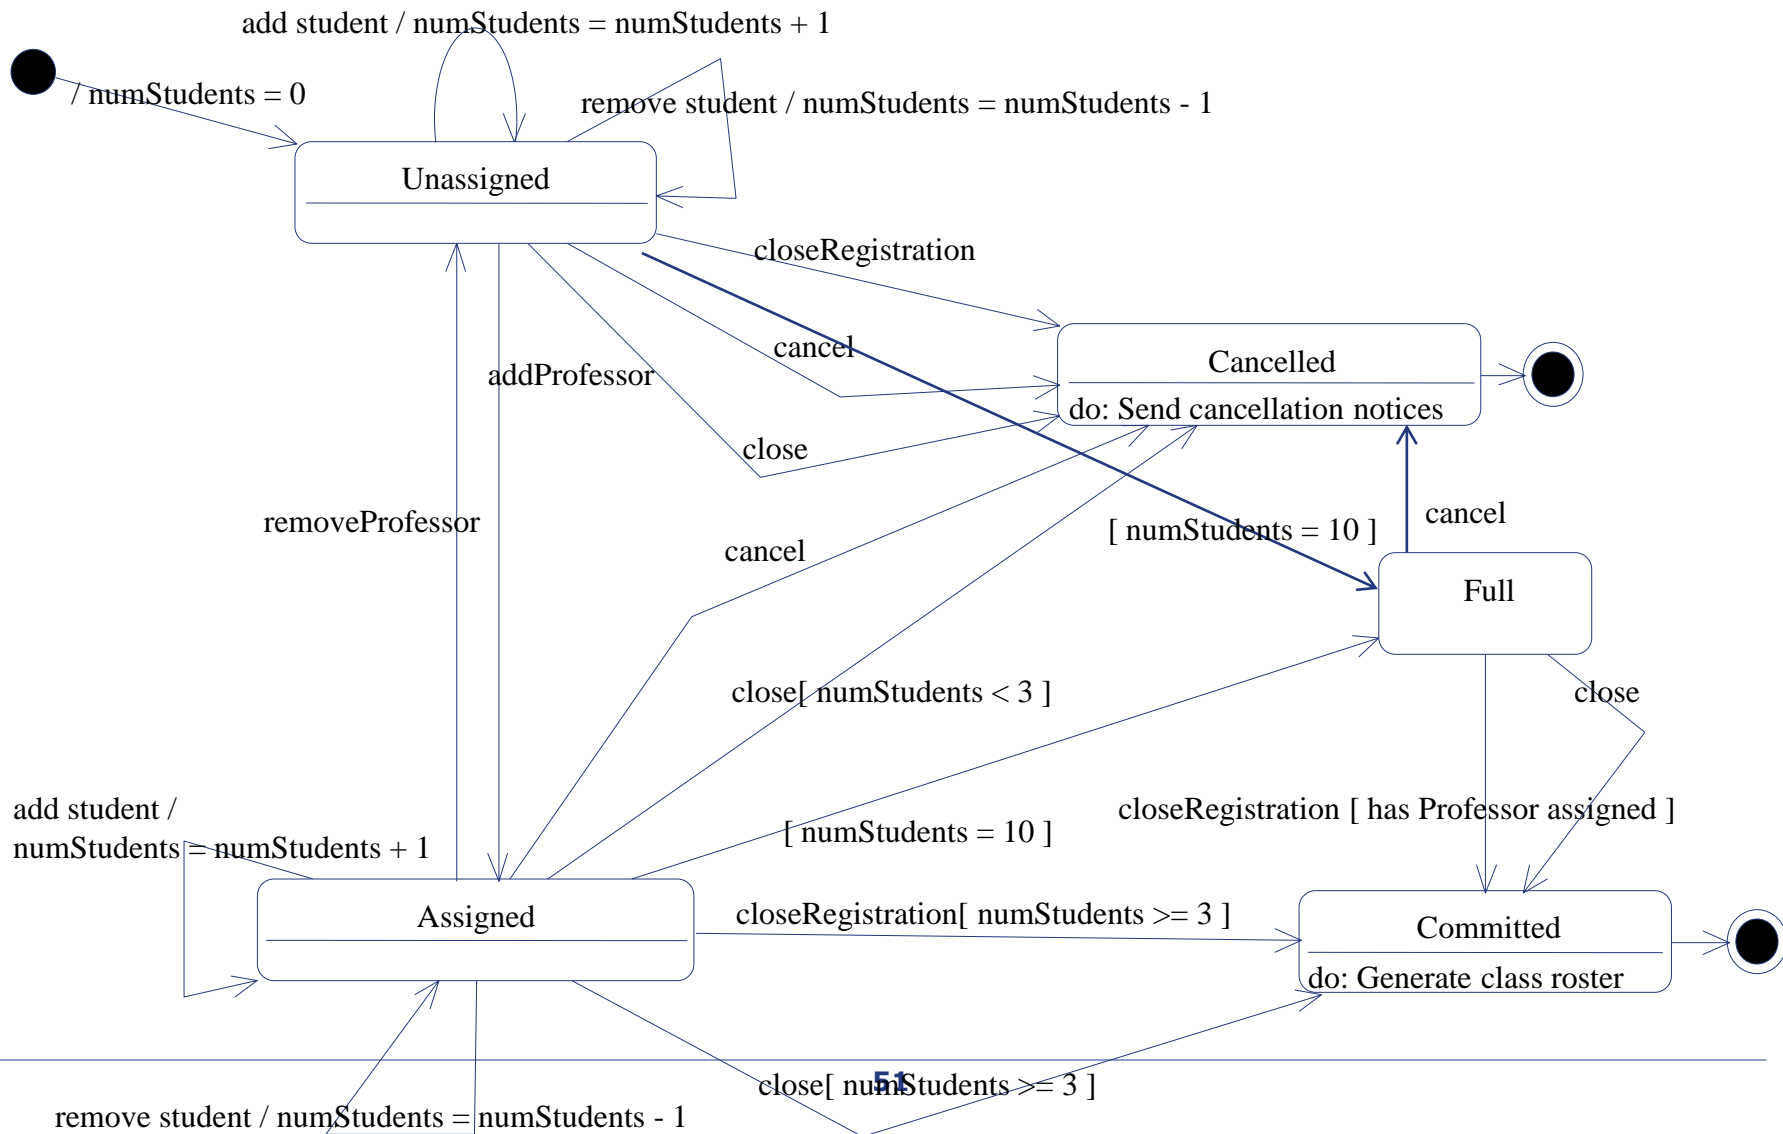 add student / numStudents = numStudents + 1
/ numStudents = 0
remove student / numStudents = numStudents - 1
Unassigned
closeRegistration
cancel
Cancelled
addProfessor
do: Send cancellation notices
close
removeProfessor
cancel
[ numStudents = 10 ]
cancel
Full
close[ numStudents < 3 ]
close
add student /
numStudents = numStudents + 1
[ numStudents = 10 ]
closeRegistration [ has Professor assigned ]
Assigned
closeRegistration[ numStudents >= 3 ]
Committed
do: Generate class roster
51
close[ numStudents >= 3 ]
remove student / numStudents = numStudents - 1